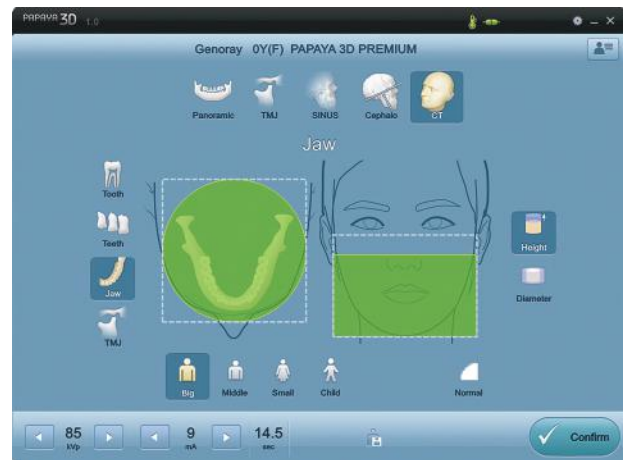 PAPAYA 3D 1.0
Genoray 0Y(F) PAPAYA 3D PREMIUM
Panoramic TMJ SINUS Cephalo CT
Jaw
Tooth
Teeth
Jaw
TMJ
Height
Diameter
Big Middle Small Child Normal
85 9 14.5
kVp mA sec
Confirm